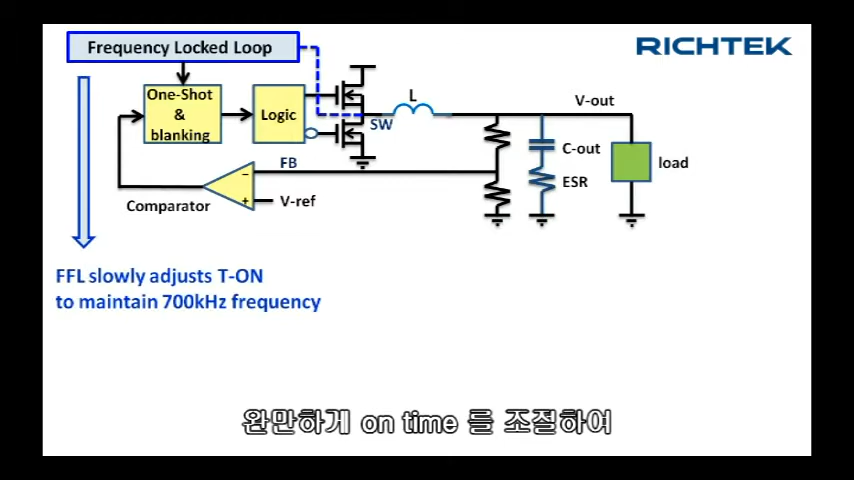 Frequency Locked Loop
RICHTEK
One-Shot
&
blanking
Logic
L
SW
V-out
C-out
ESR
load
FB
−
+
V-ref
Comparator
FFL slowly adjusts T-ON
to maintain 700kHz frequency
완만하게 on time 를 조절하여